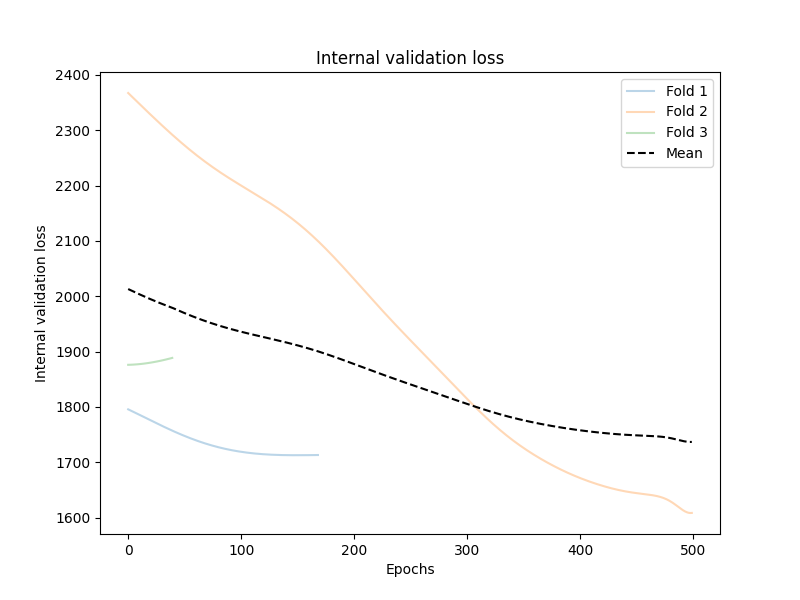 Internal validation loss
2400
2300
2200
2100
2000
1900
1800
1700
1600
Internal validation loss
0 100 200 300 400 500
Epochs
Fold 1
Fold 2
Fold 3
Mean